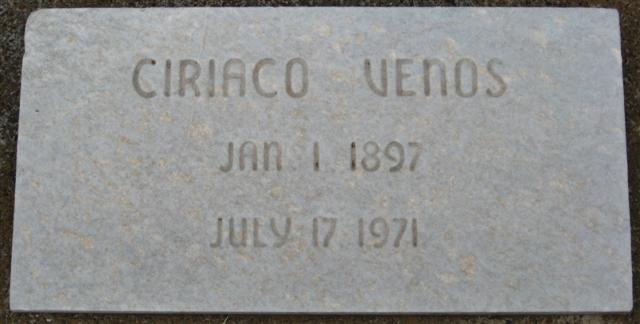 CIRIACO VENOS
JAN 1 1897
JULY 17 1971